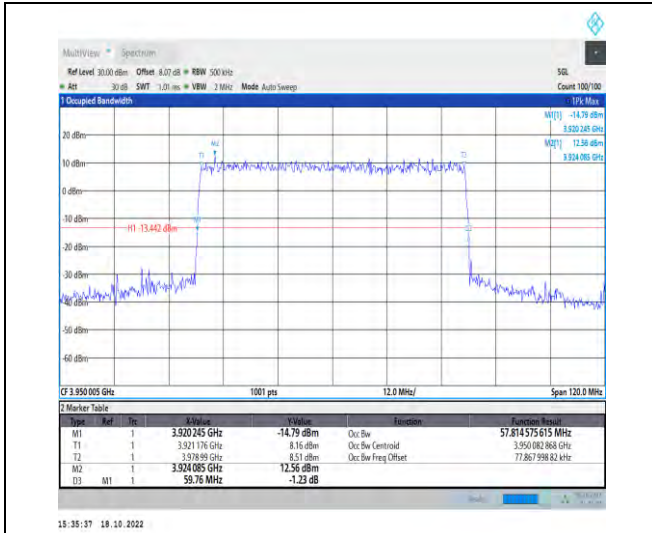 MultiView Spectrum
Ref Level 30.00 dBm Offset 8.07 dB RBW 500 kHz SGL
Att 30 dB SWT 1.01 ms VBW 2 MHz Mode Auto Sweep Count 100/100
1 Occupied Bandwidth 1Pk Max
M1[1] -14.79 dBm
3.920 245 GHz
M2[1] 12.56 dBm
3.924 085 GHz
20 dBm
M2
T1 T2
10 dBm
0 dBm
-10 dBm
M1
H1 -13.442 dBm
-20 dBm
-30 dBm
-40 dBm
-50 dBm
-60 dBm
CF 3.950 005 GHz 1001 pts 12.0 MHz/ Span 120.0 MHz
2 Marker Table
Type Ref Trc X-Value Y-Value Function Function Result
M1 1 3.920 245 GHz -14.79 dBm Occ Bw 57.814 575 615 MHz
T1 1 3.921 176 GHz 8.16 dBm Occ Bw Centroid 3.950 082 868 GHz
T2 1 3.978 99 GHz 8.51 dBm Occ Bw Freq Offset 77.867 998 82 kHz
M2 1 3.924 085 GHz 12.56 dBm
D3 M1 1 59.76 MHz -1.23 dB
15:35:37 18.10.2022